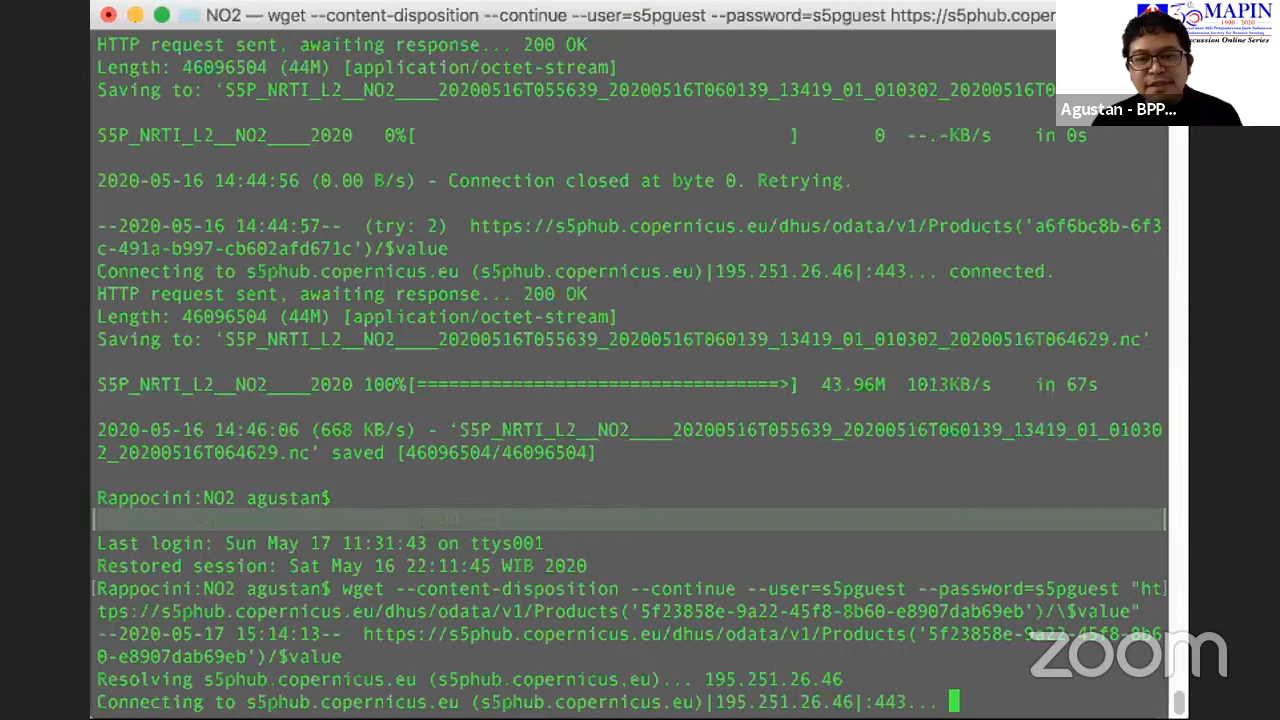 NO2 — wget --content-disposition --continue --user=s5pguest --password=s5pguest https://s5phub.copernicus.eu/odata/v1/Products
HTTP request sent, awaiting response... 200 OK
Length: 46096504 (44M) [application/octet-stream]
Saving to: ‘S5P_NRTI_L2__NO2____20200516T055639_20200516T060139_13419_01_010302_20200516T0
S5P_NRTI_L2__NO2____2020   0%[                                   ]       0  --.-KB/s    in 0s
2020-05-16 14:44:56 (0.00 B/s) - Connection closed at byte 0. Retrying.
--2020-05-16 14:44:57--  (try: 2)  https://s5phub.copernicus.eu/dhus/odata/v1/Products('a6f6bc8b-6f3
c-491a-b997-cb602afd671c')/$value
Connecting to s5phub.copernicus.eu (s5phub.copernicus.eu)|195.251.26.46|:443... connected.
HTTP request sent, awaiting response... 200 OK
Length: 46096504 (44M) [application/octet-stream]
Saving to: ‘S5P_NRTI_L2__NO2____20200516T055639_20200516T060139_13419_01_010302_20200516T064629.nc’
S5P_NRTI_L2__NO2____2020 100%[==================================>]  43.96M  1013KB/s    in 67s
2020-05-16 14:46:06 (668 KB/s) - ‘S5P_NRTI_L2__NO2____20200516T055639_20200516T060139_13419_01_01030
2_20200516T064629.nc’ saved [46096504/46096504]
Rappocini:NO2 agustan$
Last login: Sun May 17 11:31:43 on ttys001
Restored session: Sat May 16 22:11:45 WIB 2020
[Rappocini:NO2 agustan$ wget --content-disposition --continue --user=s5pguest --password=s5pguest "ht]
tps://s5phub.copernicus.eu/dhus/odata/v1/Products('5f23858e-9a22-45f8-8b60-e8907dab69eb')/\$value"
--2020-05-17 15:14:13--  https://s5phub.copernicus.eu/dhus/odata/v1/Products('5f23858e-9a22-45f8-8b6
0-e8907dab69eb')/$value
Resolving s5phub.copernicus.eu (s5phub.copernicus.eu)... 195.251.26.46
Connecting to s5phub.copernicus.eu (s5phub.copernicus.eu)|195.251.26.46|:443...
MAPIN
1990 - 2020
Discussion Online Series
Agustan - BPP...
zoom